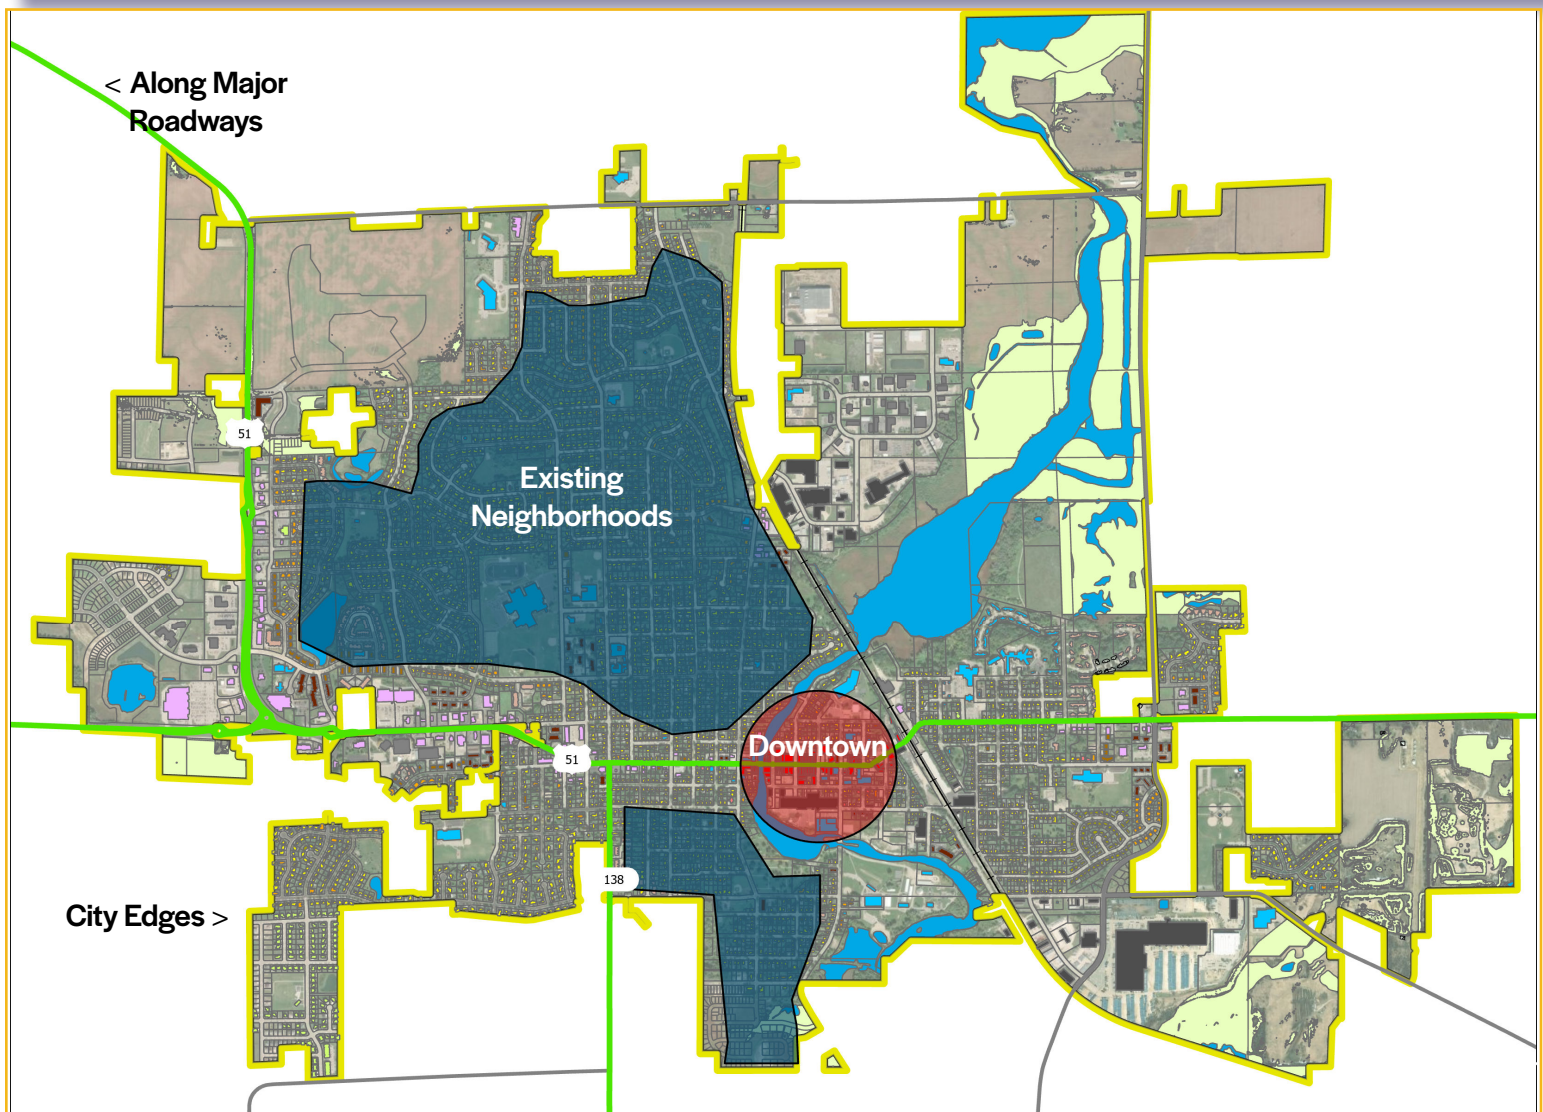 < Along Major
Roadways
51
Existing
Neighborhoods
Downtown
51
138
City Edges >